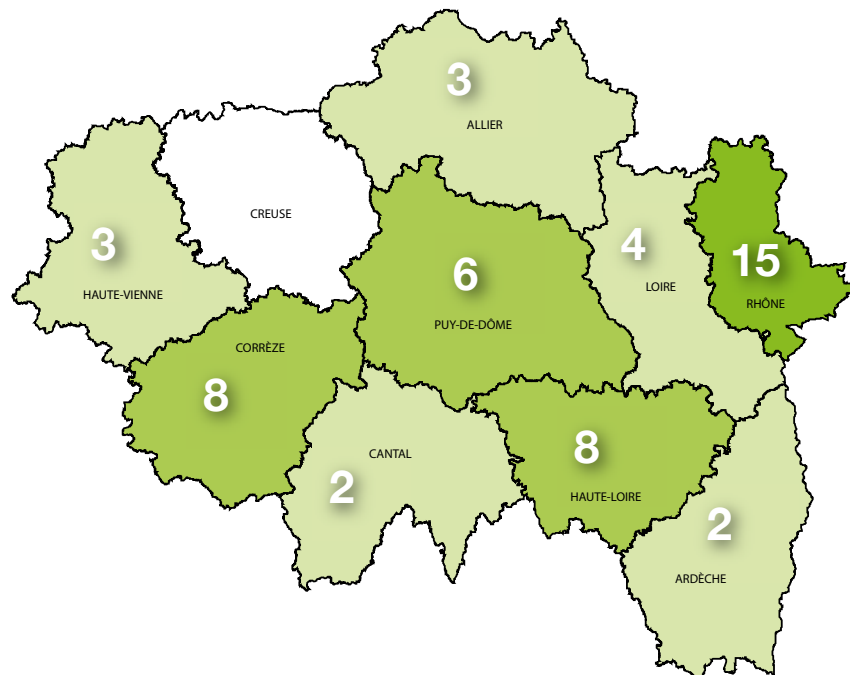 3
ALLIER
CREUSE
3
HAUTE-VIENNE
4
LOIRE
15
RHÔNE
6
PUY-DE-DÔME
CORRÈZE
8
CANTAL
2
8
HAUTE-LOIRE
2
ARDÈCHE